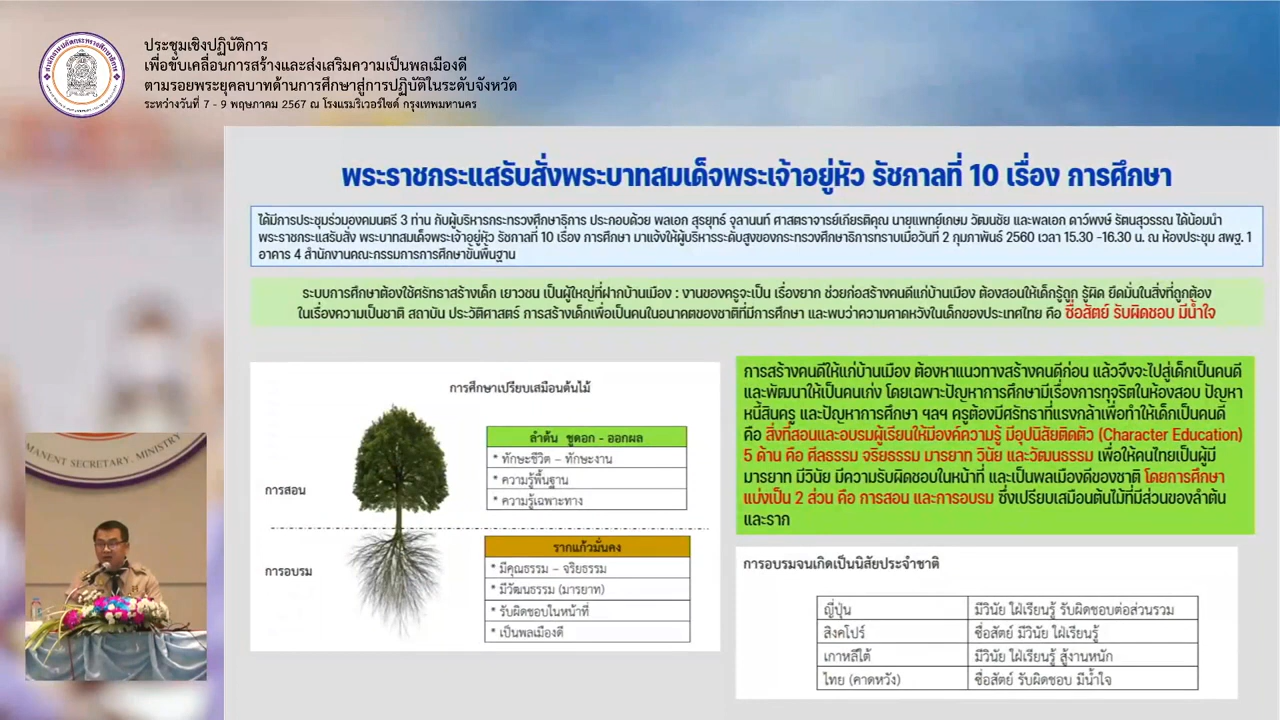 ประชุมเชิงปฏิบัติการ
เพื่อขับเคลื่อนการสร้างและส่งเสริมความเป็นพลเมืองดี
ตามรอยพระยุคลบาทด้านการศึกษาสู่การปฏิบัติในระดับจังหวัด
ระหว่างวันที่ 7 - 9 พฤษภาคม 2567 ณ โรงแรมริเวอร์ไซด์ กรุงเทพมหานคร
พระราชกระแสรับสั่งพระบาทสมเด็จพระเจ้าอยู่หัว รัชกาลที่ 10 เรื่อง การศึกษา
ได้มีการประชุมร่วมองคมนตรี 3 ท่าน กับผู้บริหารกระทรวงศึกษาธิการ ประกอบด้วย พลเอก สุรยุทธ์ จุลานนท์ ศาสตราจารย์เกียรติคุณ นายแพทย์เกษม วัฒนชัย และพลเอก ดาว์พงษ์ รัตนสุวรรณ ได้น้อมนำ
พระราชกระแสรับสั่ง พระบาทสมเด็จพระเจ้าอยู่หัว รัชกาลที่ 10 เรื่อง การศึกษา มาแจ้งให้ผู้บริหารระดับสูงของกระทรวงศึกษาธิการทราบเมื่อวันที่ 2 กุมภาพันธ์ 2560 เวลา 15.30 -16.30 น. ณ ห้องประชุม สพฐ. 1
อาคาร 4 สำนักงานคณะกรรมการการศึกษาขั้นพื้นฐาน
ระบบการศึกษาต้องใช้ศรัทธาสร้างเด็ก เยาวชน เป็นผู้ใหญ่ที่ฝากบ้านเมือง : งานของครูจะเป็น เรื่องยาก ช่วยก่อสร้างคนดีแก่บ้านเมือง ต้องสอนให้เด็กรู้ถูก รู้ผิด ยึดมั่นในสิ่งที่ถูกต้อง
ในเรื่องความเป็นชาติ สถาบัน ประวัติศาสตร์ การสร้างเด็กเพื่อเป็นคนในอนาคตของชาติที่มีการศึกษา และพบว่าความคาดหวังในเด็กของประเทศไทย คือ ซื่อสัตย์ รับผิดชอบ มีน้ำใจ
การศึกษาเปรียบเสมือนต้นไม้
ลำต้น ชูดอก - ออกผล
* ทักษะชีวิต – ทักษะงาน
* ความรู้พื้นฐาน
* ความรู้เฉพาะทาง
การสอน
รากแก้วมั่นคง
* มีคุณธรรม – จริยธรรม
* มีวัฒนธรรม (มารยาท)
* รับผิดชอบในหน้าที่
* เป็นพลเมืองดี
การอบรม
การสร้างคนดีให้แก่บ้านเมือง ต้องหาแนวทางสร้างคนดีก่อน แล้วจึงจะไปสู่เด็กเป็นคนดี
และพัฒนาให้เป็นคนเก่ง โดยเฉพาะปัญหาการศึกษามีเรื่องการทุจริตในห้องสอบ ปัญหา
หนี้สินครู และปัญหาการศึกษา ฯลฯ ครูต้องมีศรัทธาที่แรงกล้าเพื่อทำให้เด็กเป็นคนดี
คือ สิ่งที่สอนและอบรมผู้เรียนให้มีองค์ความรู้ มีอุปนิสัยติดตัว (Character Education)
5 ด้าน คือ ศีลธรรม จริยธรรม มารยาท วินัย และวัฒนธรรม เพื่อให้คนไทยเป็นผู้มี
มารยาท มีวินัย มีความรับผิดชอบในหน้าที่ และเป็นพลเมืองดีของชาติ โดยการศึกษา
แบ่งเป็น 2 ส่วน คือ การสอน และการอบรม ซึ่งเปรียบเสมือนต้นไม้ที่มีส่วนของลำต้น
และราก
การอบรมจนเกิดเป็นนิสัยประจำชาติ
ญี่ปุ่น มีวินัย ใฝ่เรียนรู้ รับผิดชอบต่อส่วนรวม
สิงคโปร์ ซื่อสัตย์ มีวินัย ใฝ่เรียนรู้
เกาหลีใต้ มีวินัย ใฝ่เรียนรู้ สู้งานหนัก
ไทย (คาดหวัง) ซื่อสัตย์ รับผิดชอบ มีน้ำใจ
PERMANENT SECRETARY, MINISTRY